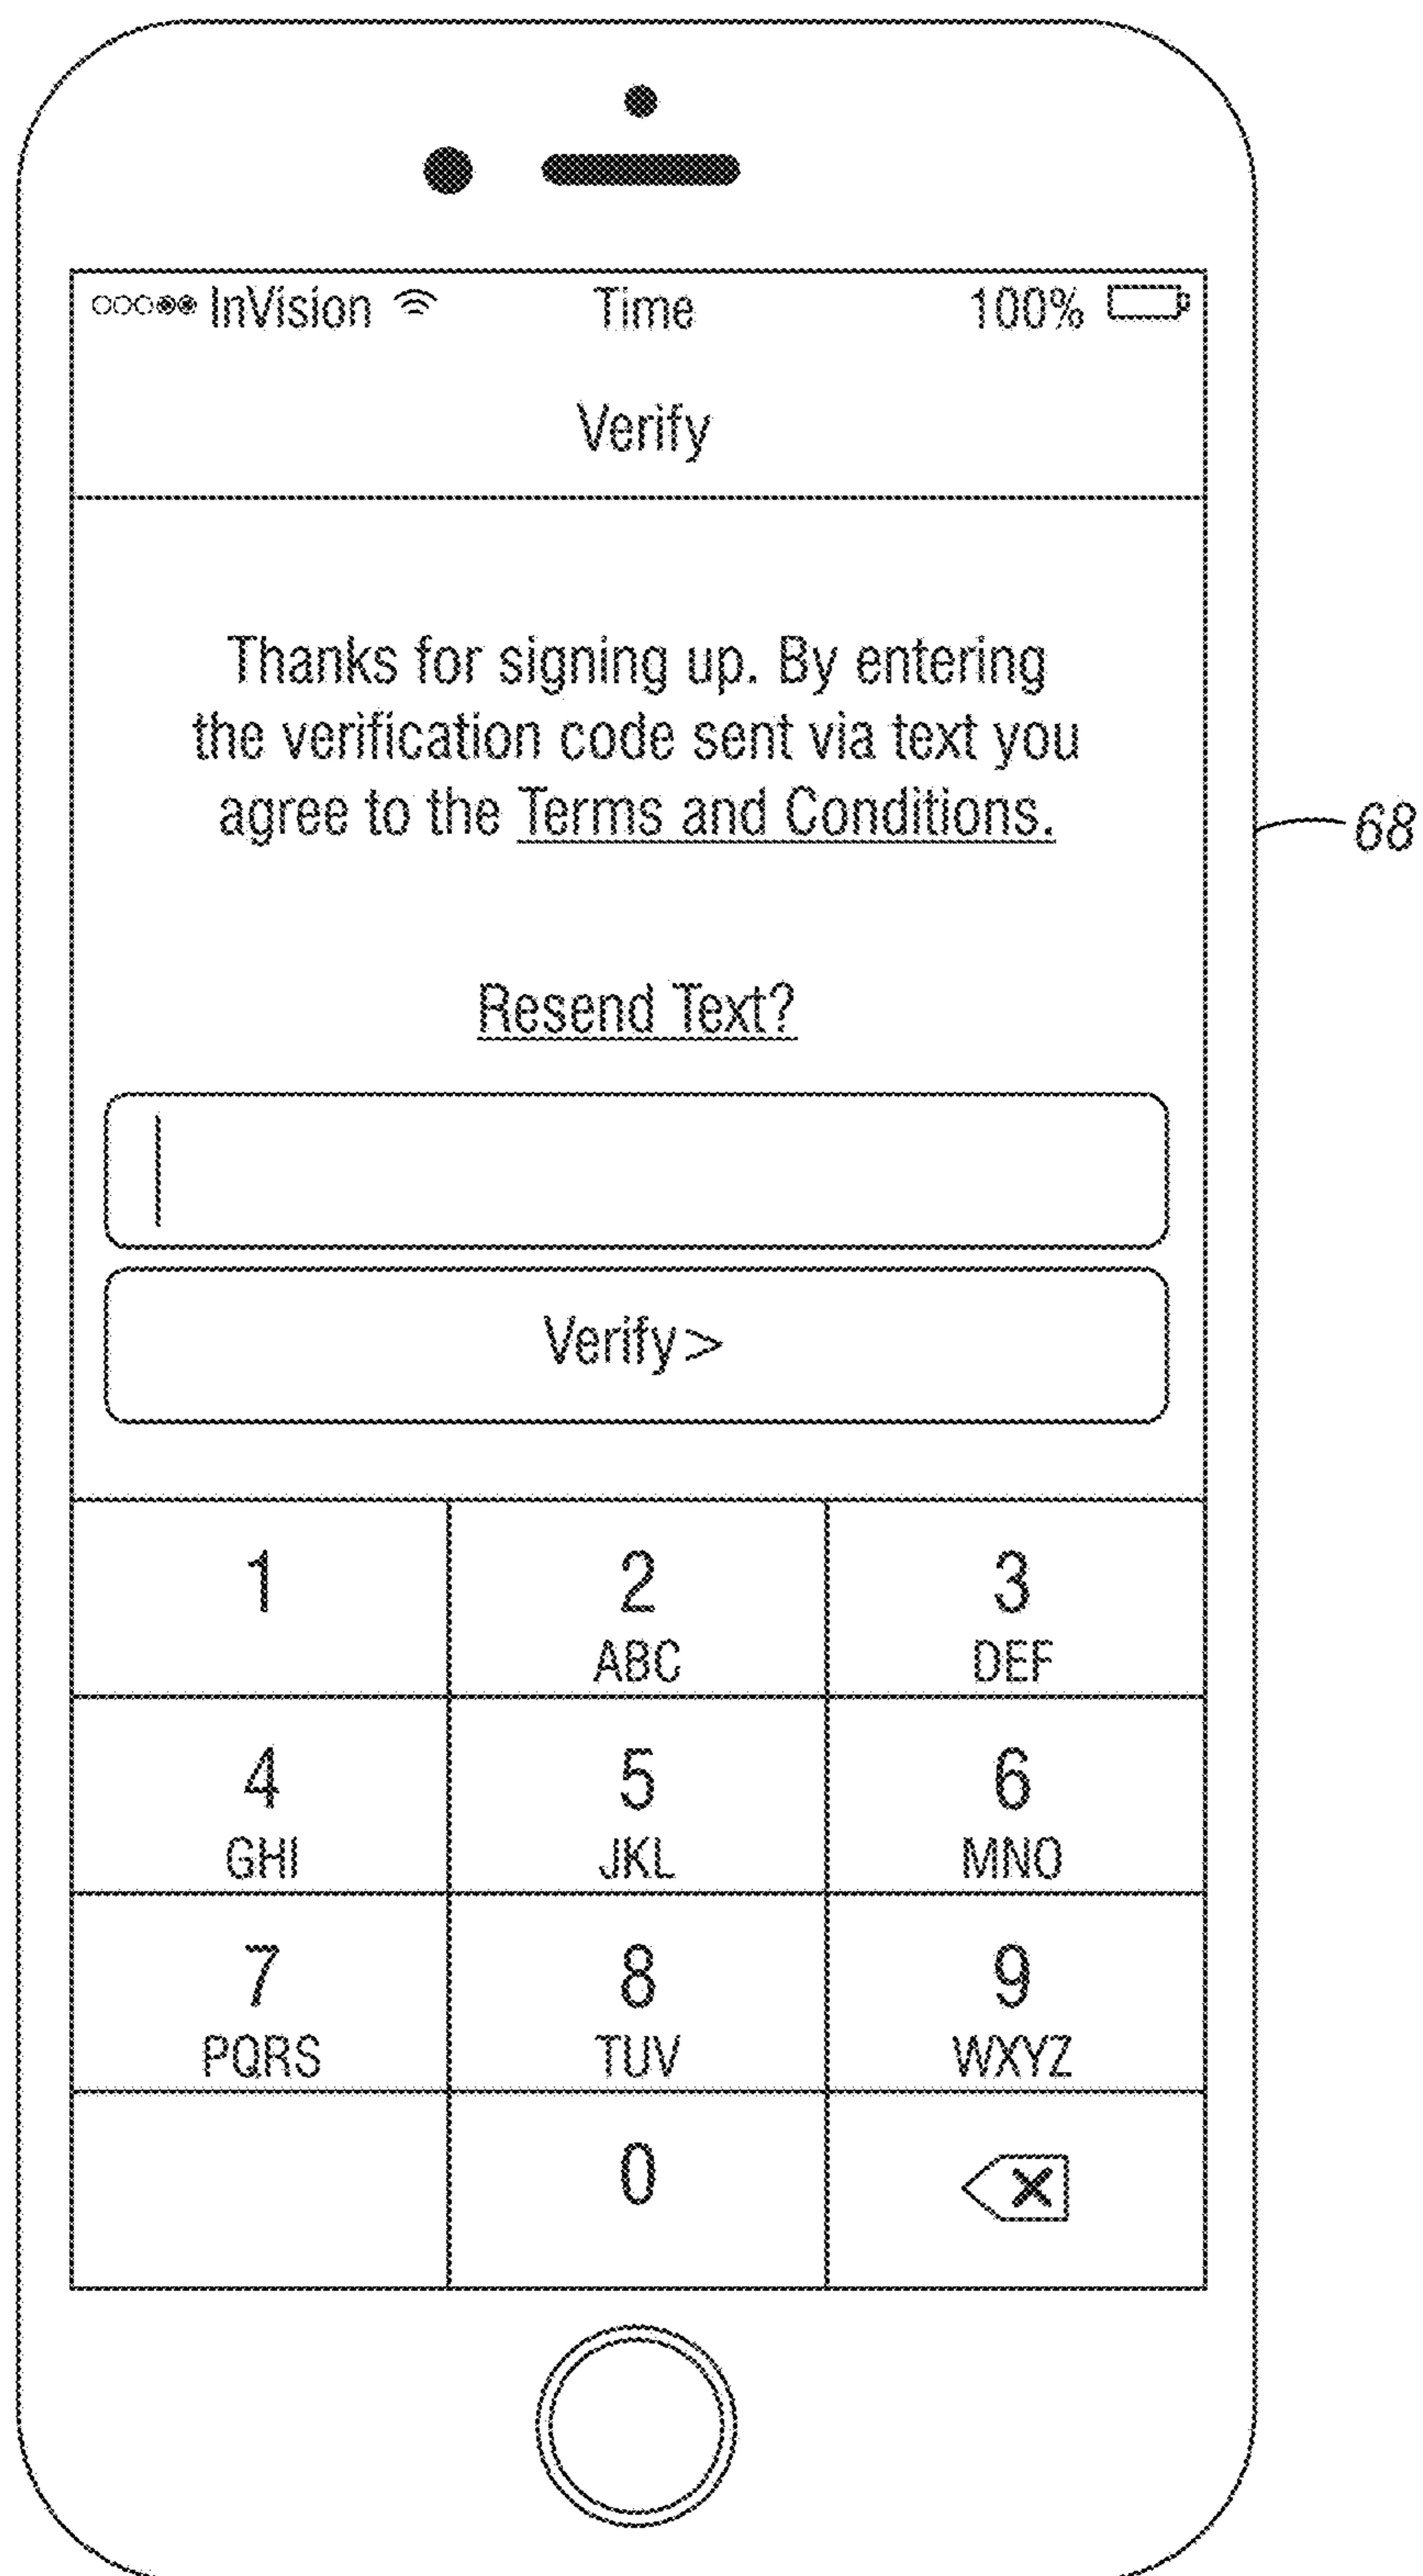 InVision Time 100%
Verify
Thanks for signing up. By entering
the verification code sent via text you
agree to the Terms and Conditions.
68
Resend Text?
Verify>
1 2 3
ABC DEF
4 5 6
GHI JKL MNO
7 8 9
PQRS TUV WXYZ
0